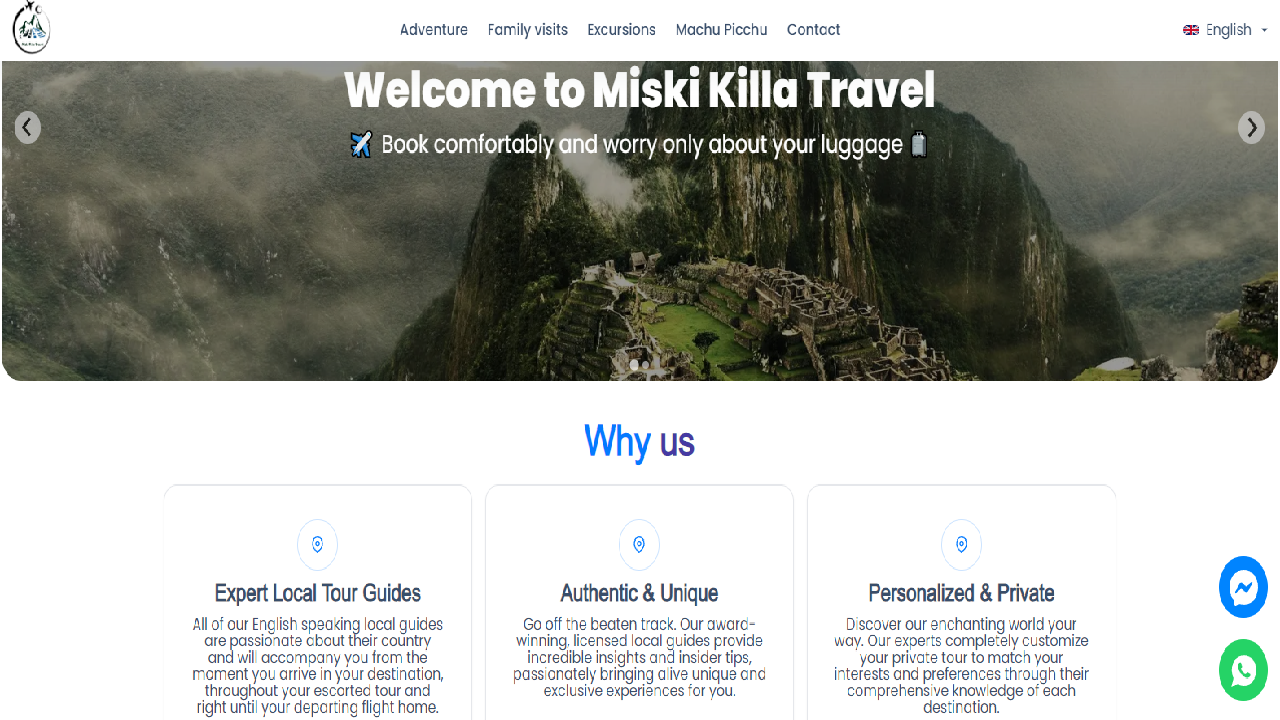 Adventure Family visits Excursions Machu Picchu Contact English
Welcome to Miski Killa Travel
Book comfortably and worry only about your luggage
Why us
Expert Local Tour Guides
All of our English speaking local guides
are passionate about their country
and will accompany you from the
moment you arrive in your destination,
throughout your escorted tour and
right until your departing flight home.
Authentic & Unique
Go off the beaten track. Our award-
winning, licensed local guides provide
incredible insights and insider tips,
passionately bringing alive unique and
exclusive experiences for you.
Personalized & Private
Discover our enchanting world your
way. Our experts completely customize
your private tour to match your
interests and preferences through their
comprehensive knowledge of each
destination.